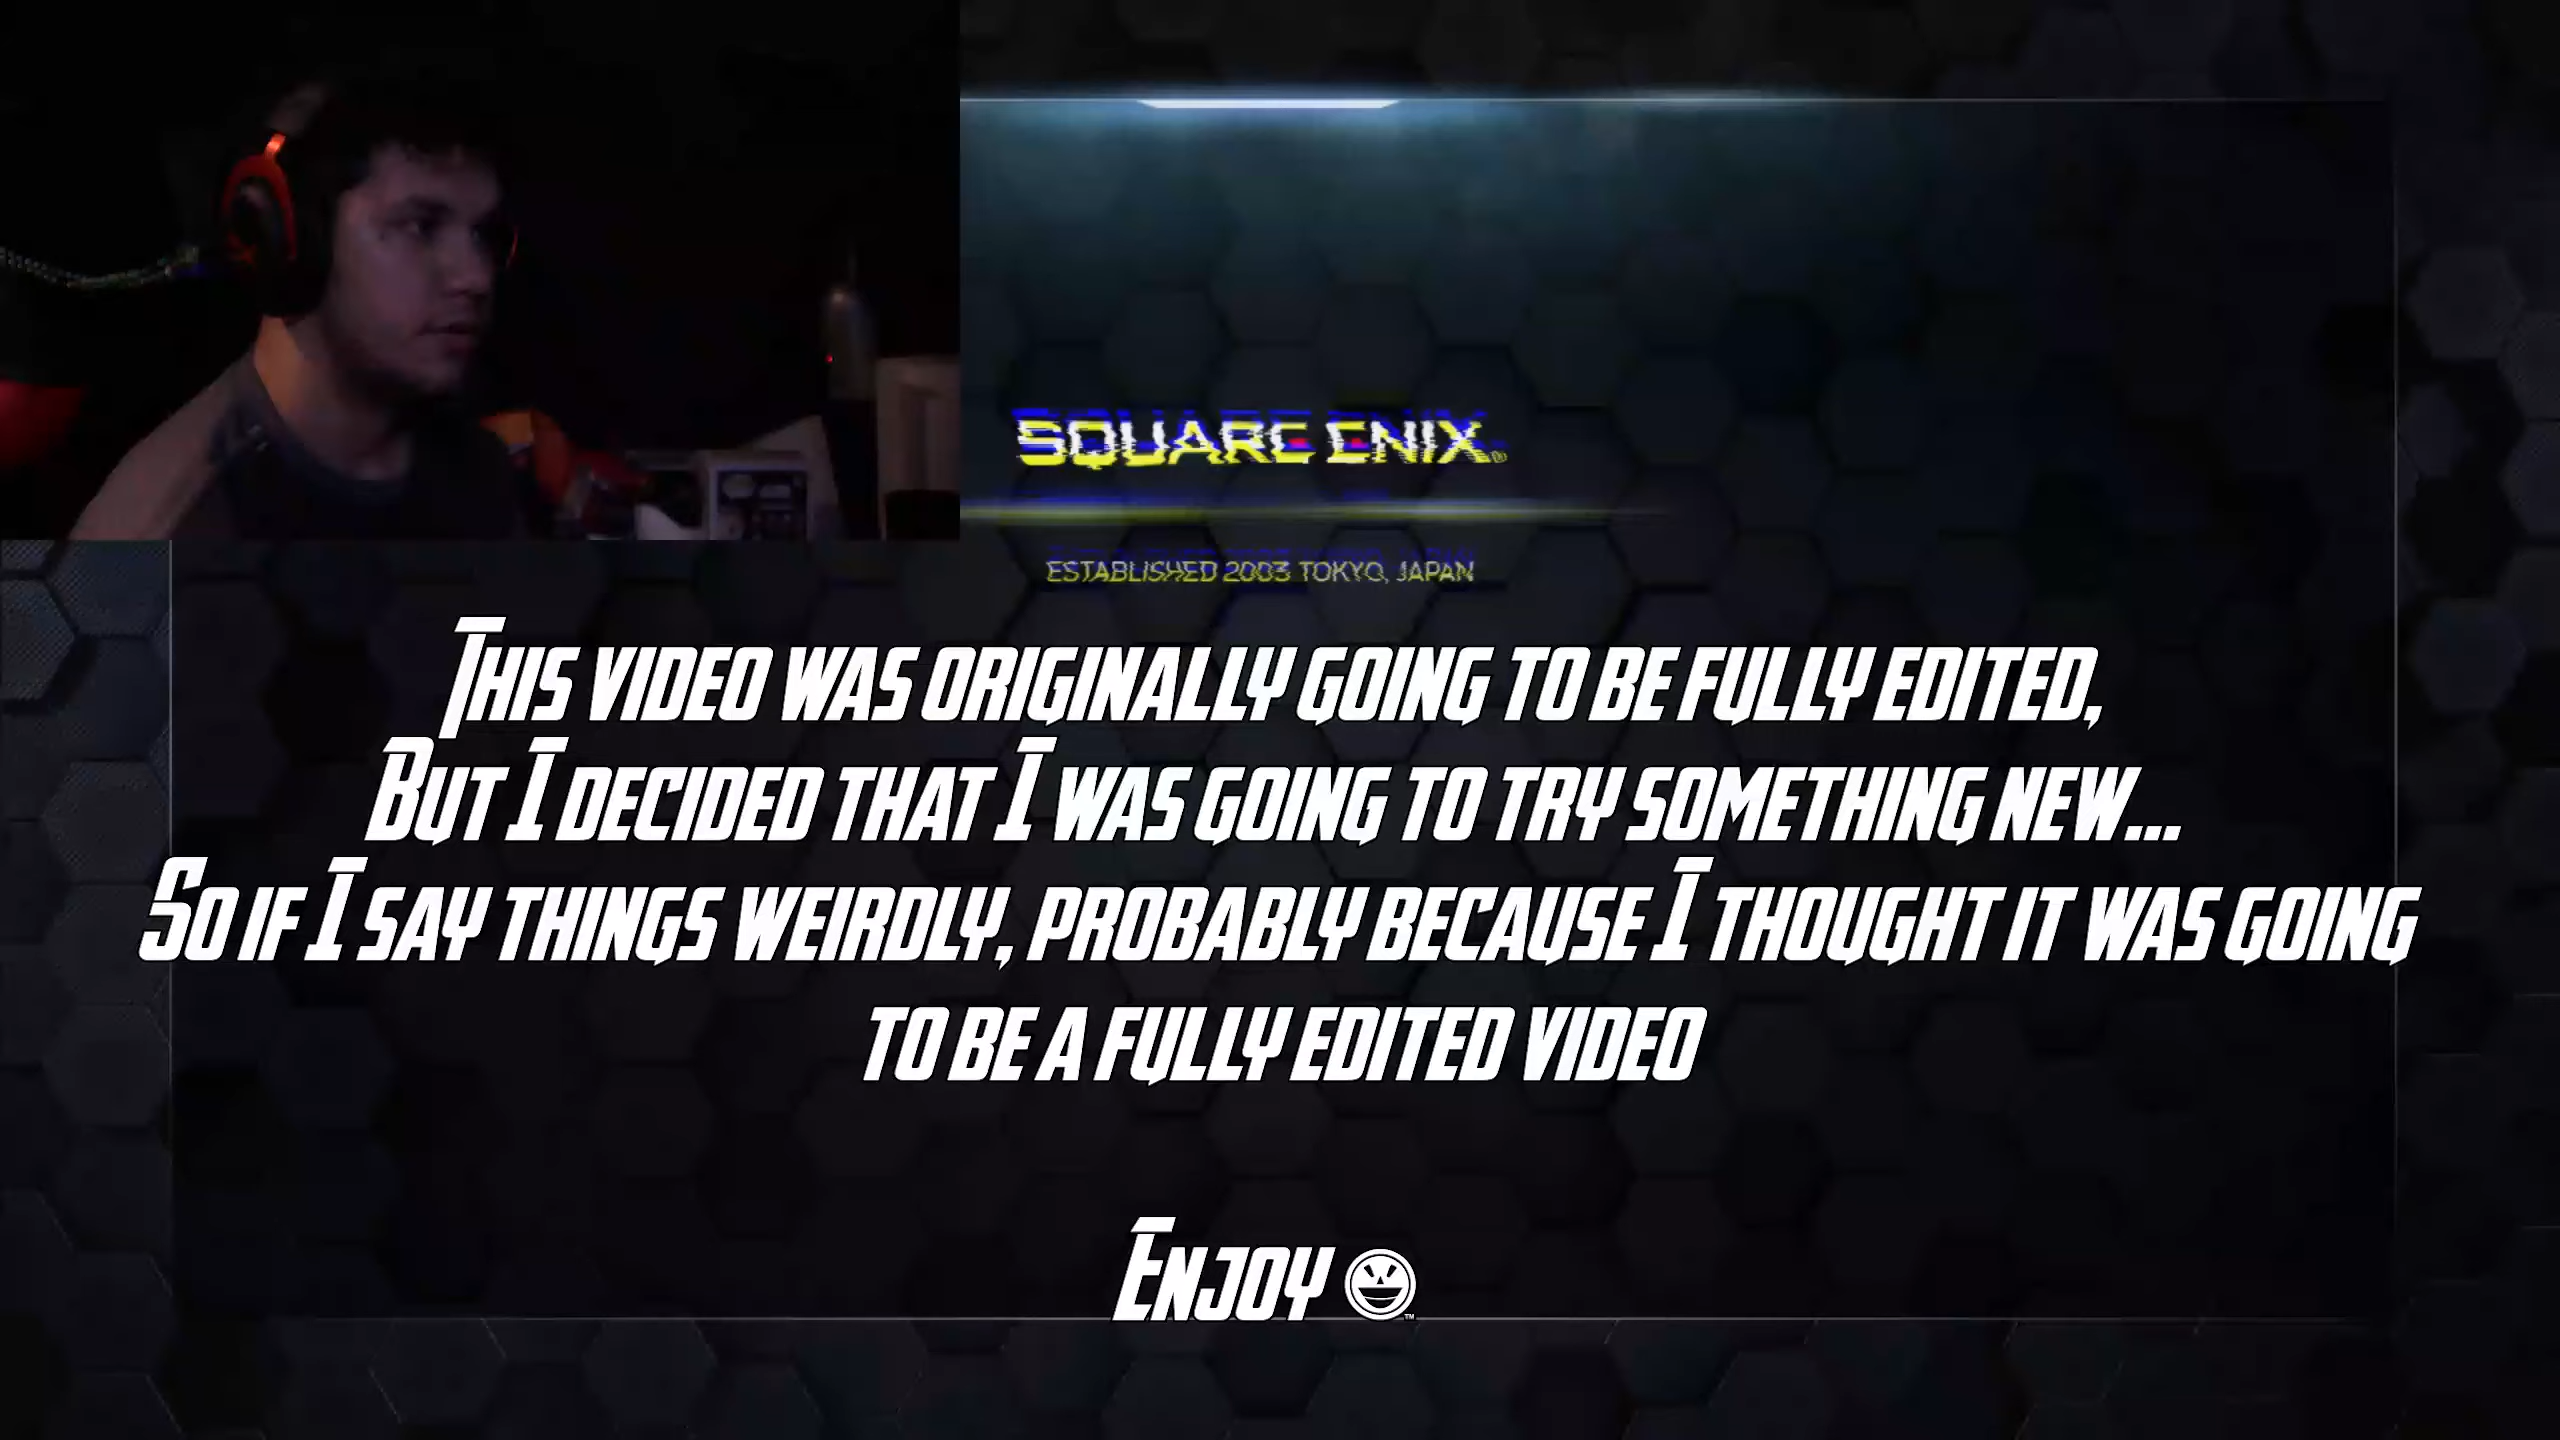 SQUARE ENIX®
ESTABLISHED 2003 TOKYO, JAPAN
This video was originally going to be fully edited,
But I decided that I was going to try something new...
So if I say things weirdly, probably because I thought it was going
to be a fully edited video
Enjoy
™